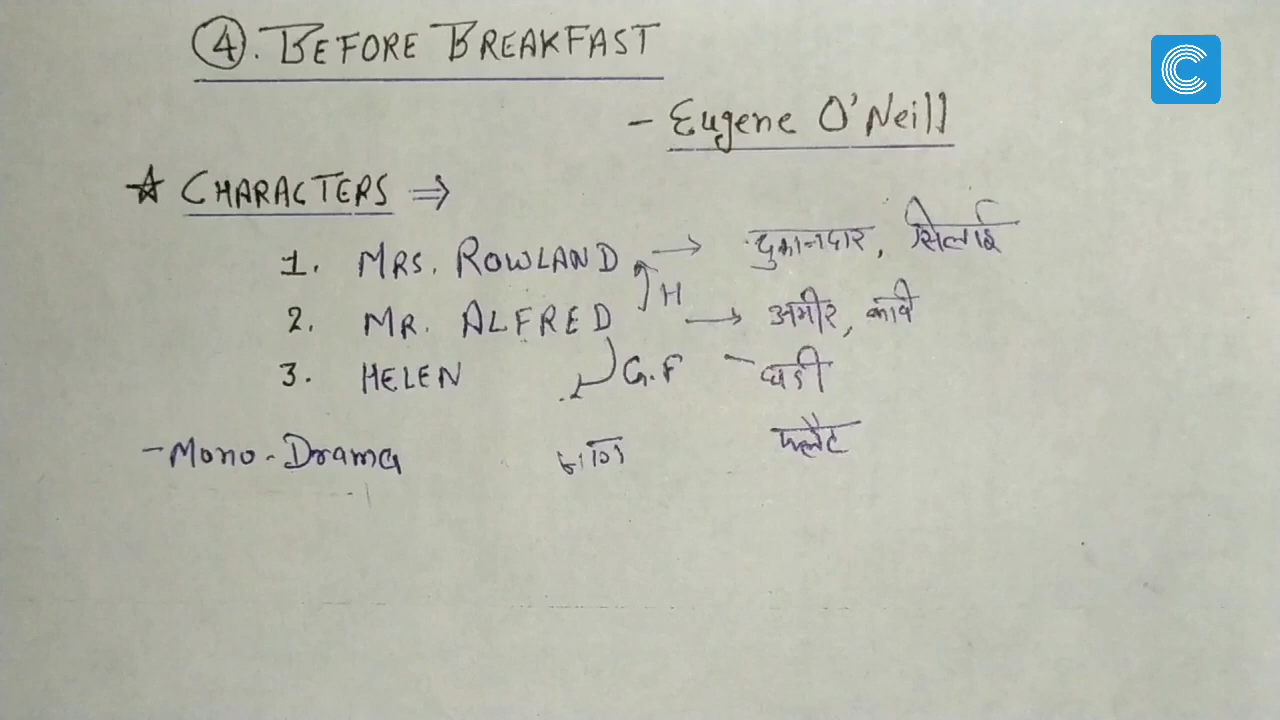 ④. BEFORE BREAKFAST
- Eugene O'Neill
☆ CHARACTERS ⇒
1. MRS. ROWLAND → दुकानदार, सिलाई
H
2. MR. ALFRED → अमीर, कवि
3. HELEN G.F - घडी
- Mono-Drama फ्लैट